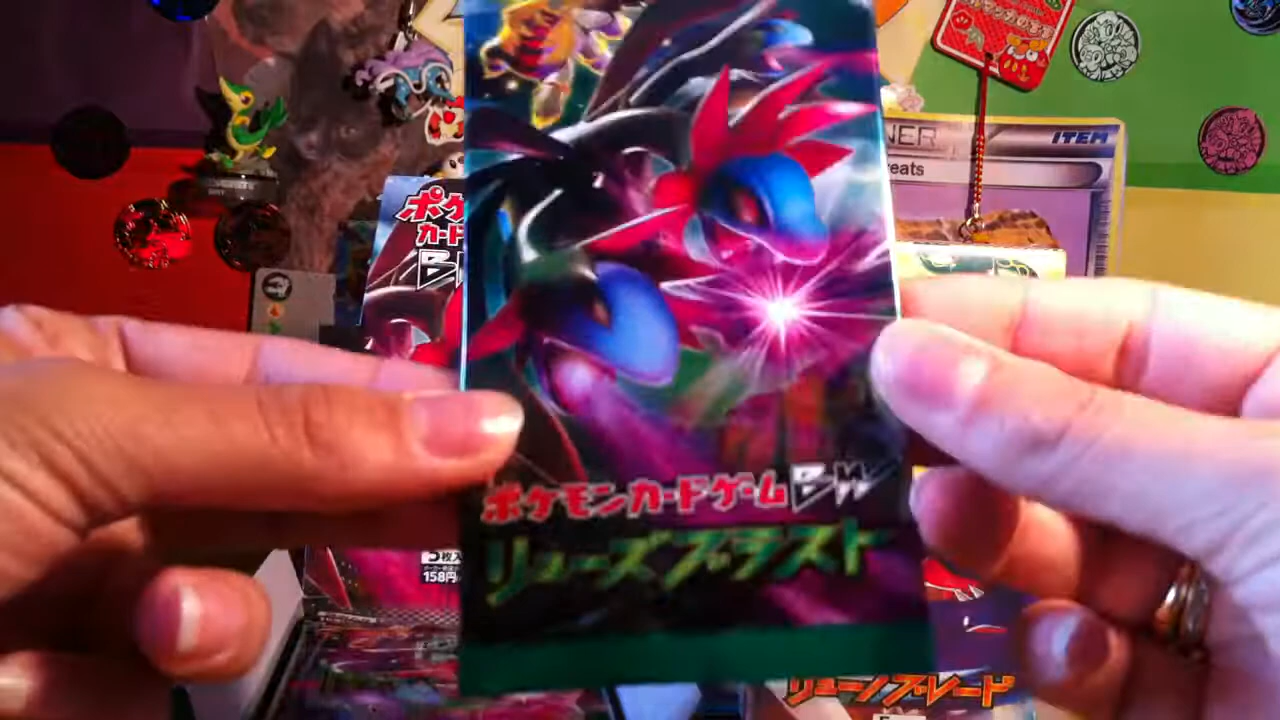 NER
ITEM
eats
ポケ
カード
B
ポケモンカードゲームBW
リューズブラスト
5枚入
158円
リューノブレード